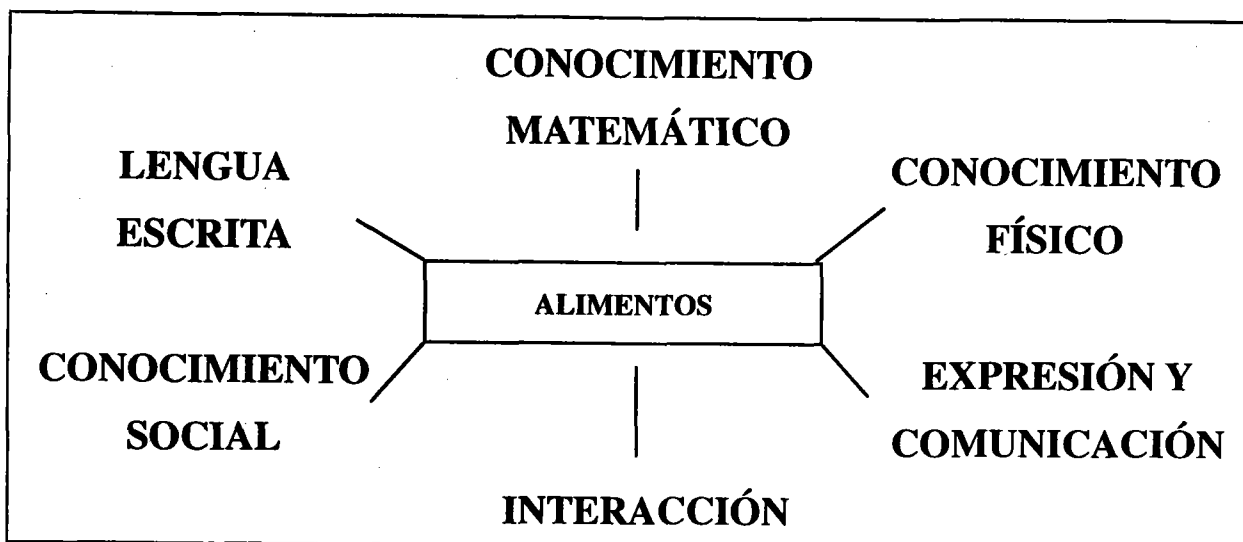 CONOCIMIENTO
MATEMÁTICO
LENGUA
ESCRITA
CONOCIMIENTO
FÍSICO
ALIMENTOS
CONOCIMIENTO
SOCIAL
EXPRESIÓN Y
COMUNICACIÓN
INTERACCIÓN